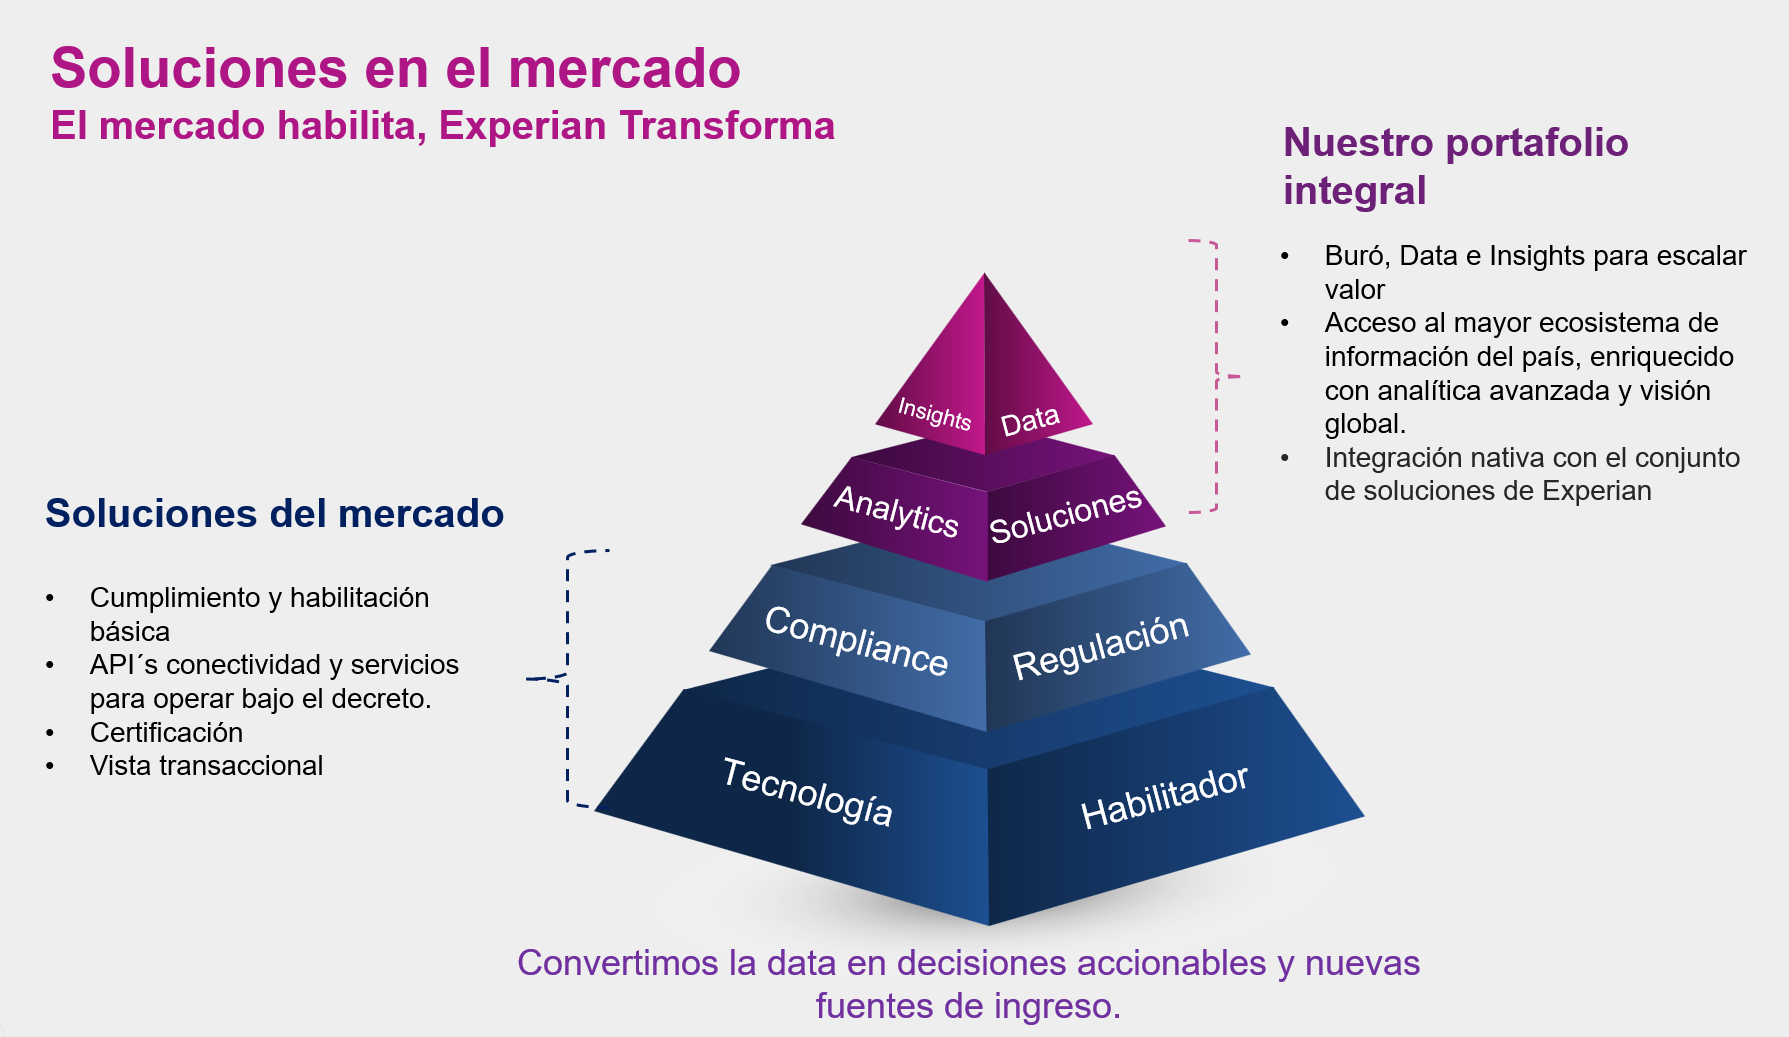 Soluciones en el mercado
El mercado habilita, Experian Transforma
Nuestro portafolio
integral
• Buró, Data e Insights para escalar
valor
• Acceso al mayor ecosistema de
información del país, enriquecido
con analítica avanzada y visión
global.
• Integración nativa con el conjunto
de soluciones de Experian
Insights Data
Analytics Soluciones
Compliance Regulación
Tecnología Habilitador
Soluciones del mercado
• Cumplimiento y habilitación
básica
• API´s conectividad y servicios
para operar bajo el decreto.
• Certificación
• Vista transaccional
Convertimos la data en decisiones accionables y nuevas
fuentes de ingreso.